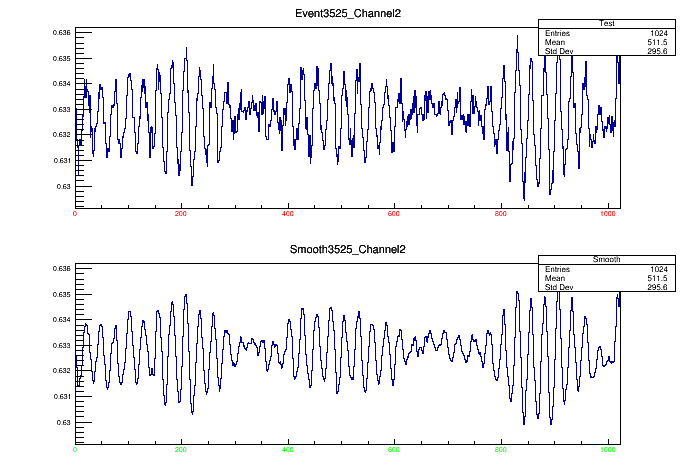 Event3525_Channel2
Test
Entries 1024
Mean 511.5
Std Dev 295.6
0.636
0.635
0.634
0.633
0.632
0.631
0.63
0 200 400 600 800 1000
Smooth3525_Channel2
Smooth
Entries 1024
Mean 511.5
Std Dev 295.6
0.636
0.635
0.634
0.633
0.632
0.631
0.63
0 200 400 600 800 1000